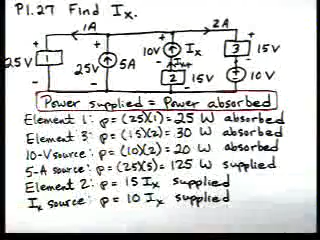 P1.27 Find Ix.
1A 2A
+ + + +
25V 1 25V 5A 10V Ix 3 15V
- - - Ix -
+ 2 15V + 10V
- - -
Power supplied = Power absorbed
Element 1: p = (25)(1) = 25 W absorbed
Element 3: p = (15)(2) = 30 W absorbed
10-V source: p = (10)(2) = 20 W absorbed
5-A source: p = (25)(5) = 125 W supplied
Element 2: p = 15 Ix supplied
Ix source: p = 10 Ix supplied